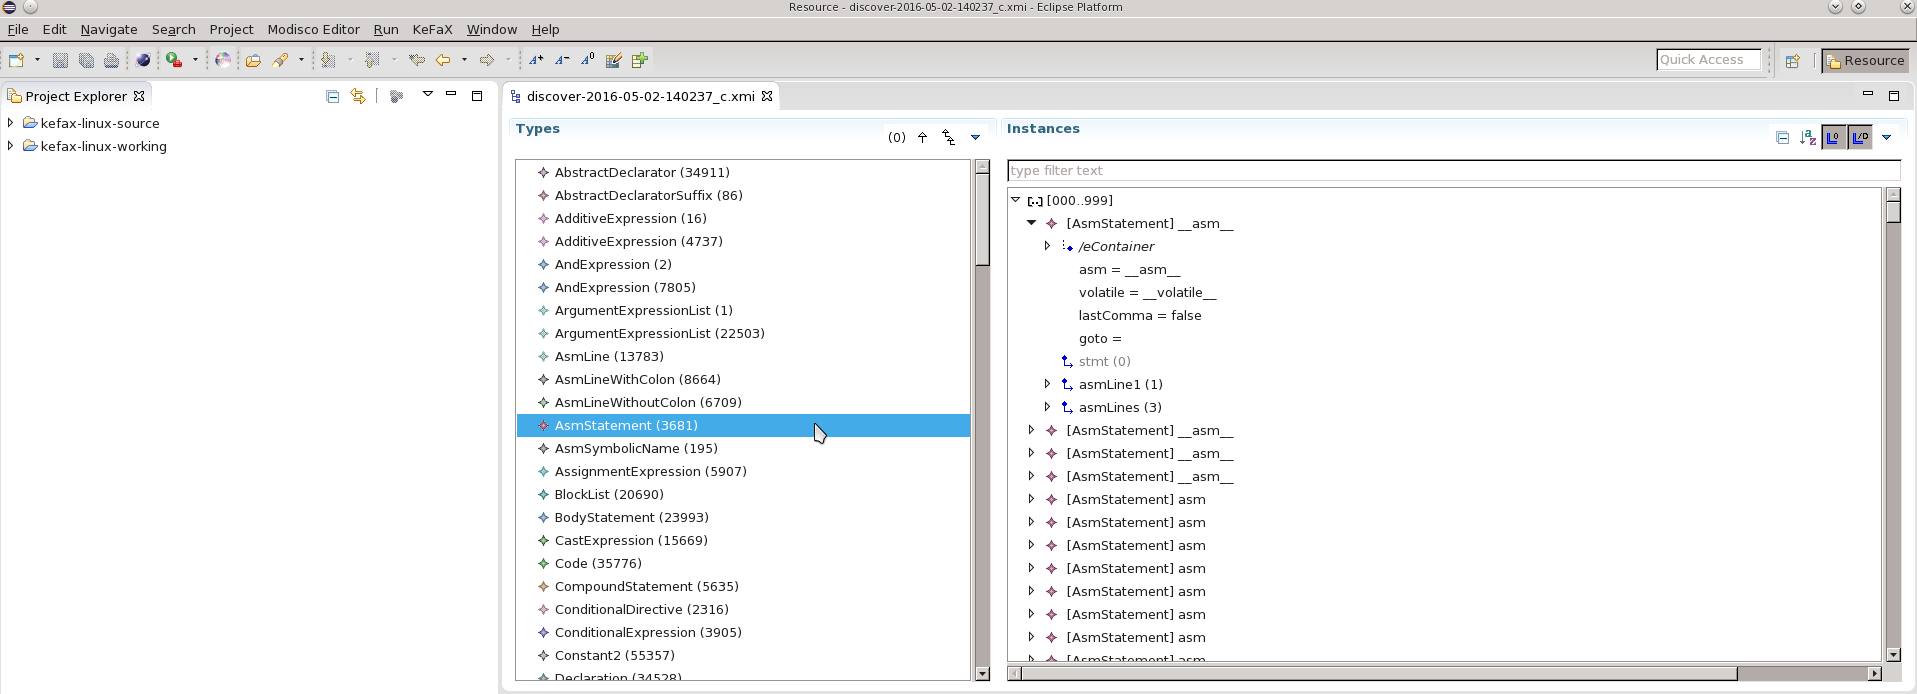 Resource - discover-2016-05-02-140237_c.xmi - Eclipse Platform
File Edit Navigate Search Project Modisco Editor Run KeFaX Window Help
Quick Access
Resource
Project Explorer
kefax-linux-source
kefax-linux-working
discover-2016-05-02-140237_c.xmi
Types
(0)
AbstractDeclarator (34911)
AbstractDeclaratorSuffix (86)
AdditiveExpression (16)
AdditiveExpression (4737)
AndExpression (2)
AndExpression (7805)
ArgumentExpressionList (1)
ArgumentExpressionList (22503)
AsmLine (13783)
AsmLineWithColon (8664)
AsmLineWithoutColon (6709)
AsmStatement (3681)
AsmSymbolicName (195)
AssignmentExpression (5907)
BlockList (20690)
BodyStatement (23993)
CastExpression (15669)
Code (35776)
CompoundStatement (5635)
ConditionalDirective (2316)
ConditionalExpression (3905)
Constant2 (55357)
Declaration (34528)
Instances
type filter text
[000..999]
[AsmStatement] __asm__
/eContainer
asm = __asm__
volatile = __volatile__
lastComma = false
goto =
stmt (0)
asmLine1 (1)
asmLines (3)
[AsmStatement] __asm__
[AsmStatement] __asm__
[AsmStatement] __asm__
[AsmStatement] asm
[AsmStatement] asm
[AsmStatement] asm
[AsmStatement] asm
[AsmStatement] asm
[AsmStatement] asm
[AsmStatement] asm
[AsmStatement] asm